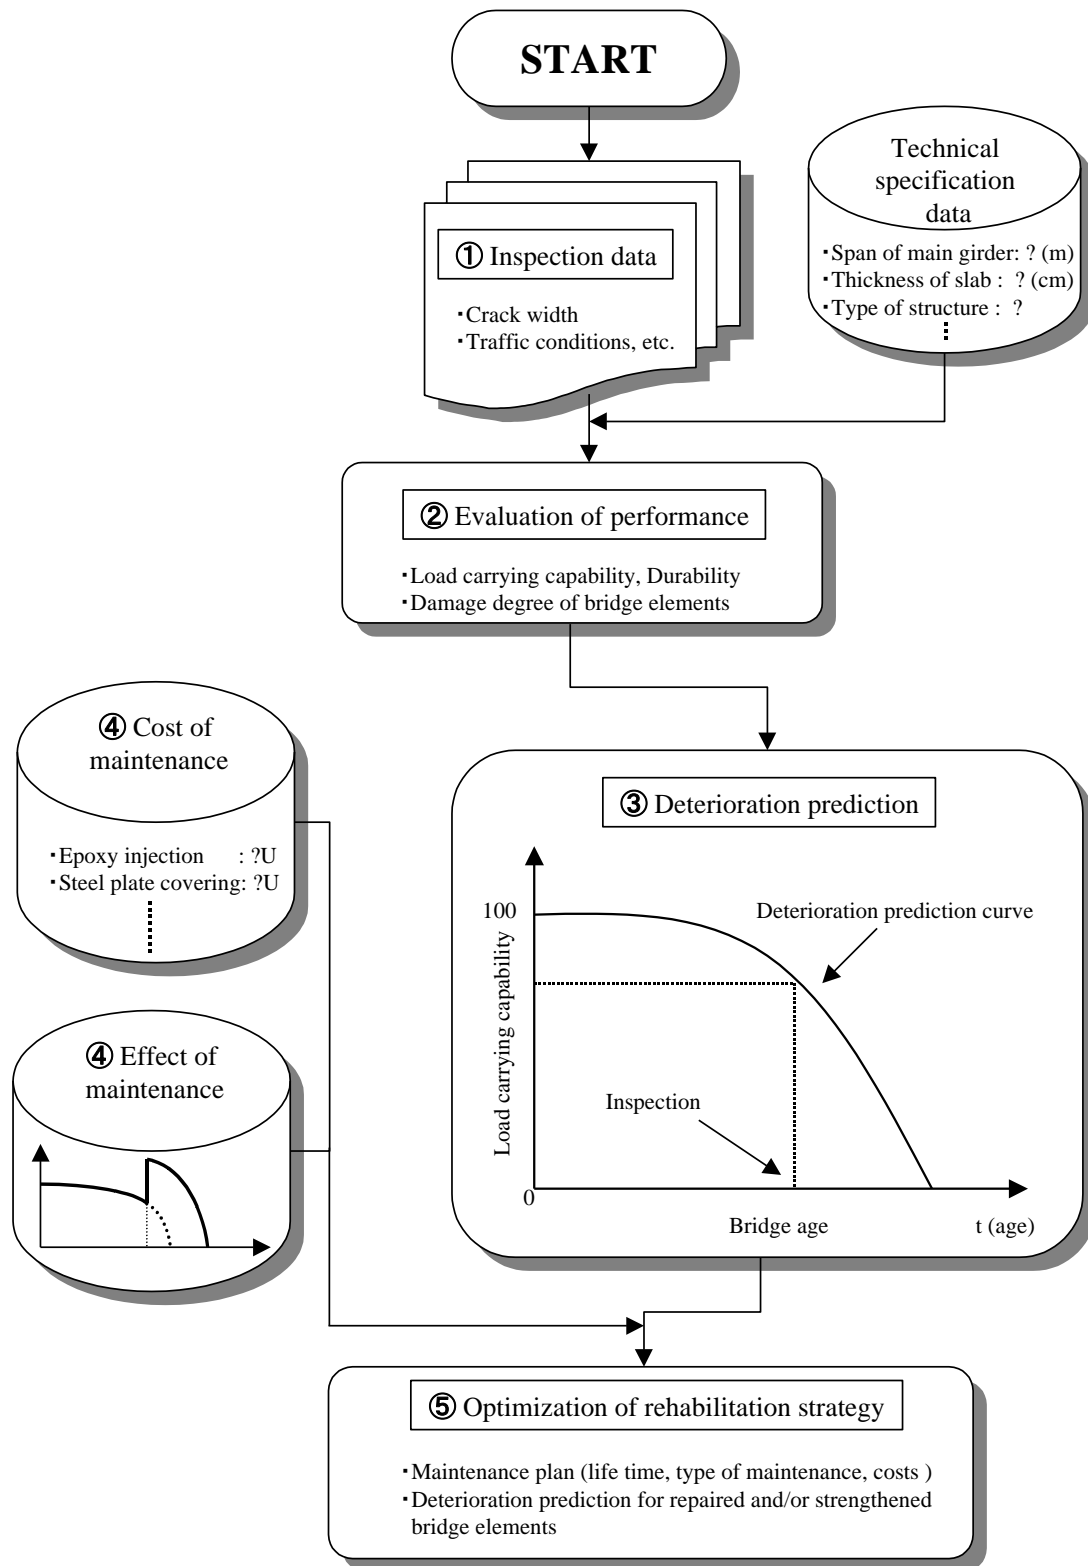 START
Technical
specification
data
・Span of main girder: ? (m)
・Thickness of slab : ? (cm)
・Type of structure : ?
① Inspection data
・Crack width
・Traffic conditions, etc.
② Evaluation of performance
・Load carrying capability, Durability
・Damage degree of bridge elements
④ Cost of
maintenance
・Epoxy injection : ?U
・Steel plate covering: ?U
④ Effect of
maintenance
③ Deterioration prediction
100
Load carrying capability
Deterioration prediction curve
Inspection
0
Bridge age
t (age)
⑤ Optimization of rehabilitation strategy
・Maintenance plan (life time, type of maintenance, costs )
・Deterioration prediction for repaired and/or strengthened
bridge elements